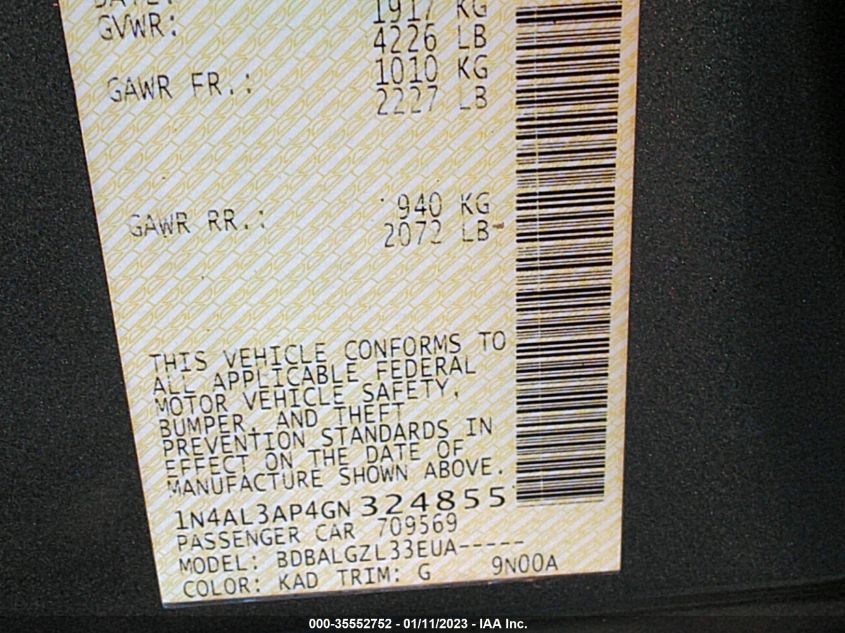 1917 KG
GVWR: 4226 LB
1010 KG
GAWR FR.: 2227 LB
940 KG
GAWR RR.: 2072 LB
THIS VEHICLE CONFORMS TO
ALL APPLICABLE FEDERAL
MOTOR VEHICLE SAFETY,
BUMPER, AND THEFT
PREVENTION STANDARDS IN
EFFECT ON THE DATE OF
MANUFACTURE SHOWN ABOVE.
1N4AL3AP4GN324855
PASSENGER CAR 709569
MODEL: BDBALGZL33EUA-----
COLOR: KAD TRIM: G 9N00A
000-35552752 - 01/11/2023 - IAA Inc.